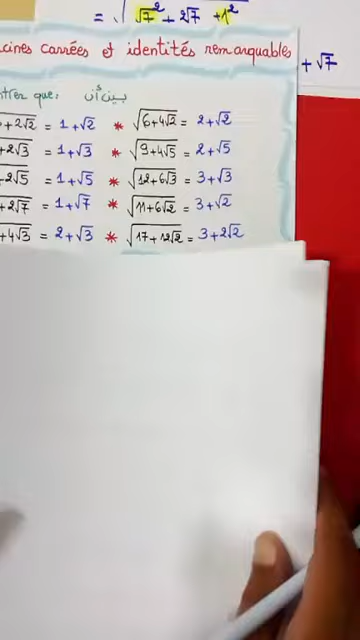 = √ √7² + 2√7 + 1²
+ √7
cines carrées et identités remarquables
ntrer que: بين أن
+2√2 = 1+√2 * √6+4√2 = 2+√2
+2√3 = 1+√3 * √9+4√5 = 2+√5
+2√5 = 1+√5 * √12+6√3 = 3+√3
+2√7 = 1+√7 * √11+6√2 = 3+√2
+4√3 = 2+√3 * √17+12√2 = 3+2√2